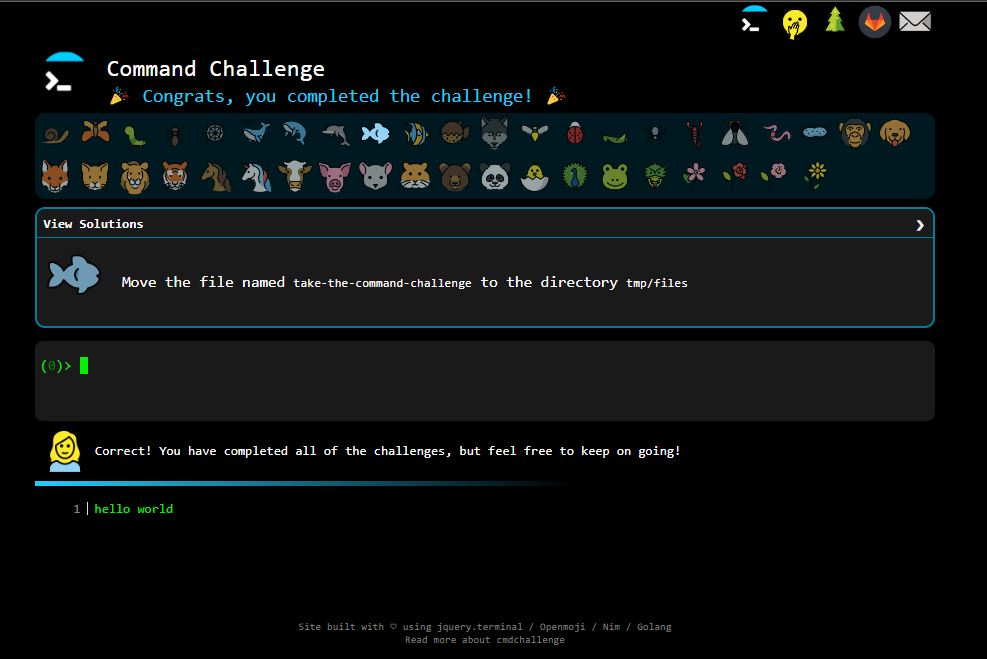 Command Challenge
🎉 Congrats, you completed the challenge! 🎉
View Solutions ❯
Move the file named take-the-command-challenge to the directory tmp/files
(0)>
Correct! You have completed all of the challenges, but feel free to keep on going!
1 hello world
Site built with ♡ using jquery.terminal / Openmoji / Nim / Golang
Read more about cmdchallenge